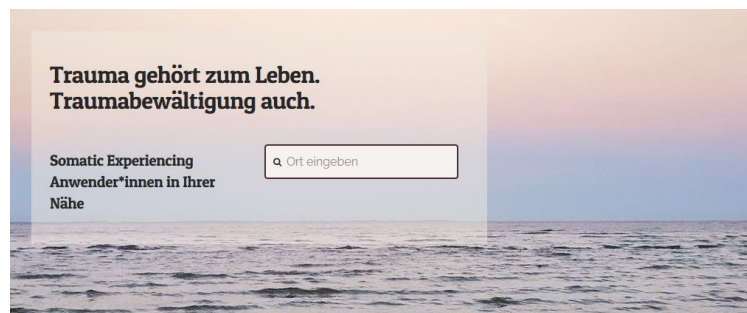 Trauma gehört zum Leben.
Traumabewältigung auch.
Somatic Experiencing
Anwender*innen in Ihrer
Nähe
Ort eingeben